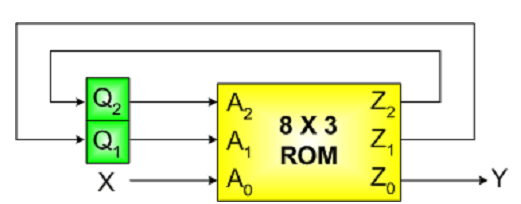 Q₂ A₂ Z₂
8 X 3
Q₁ A₁ Z₁
ROM
X A₀ Z₀ Y